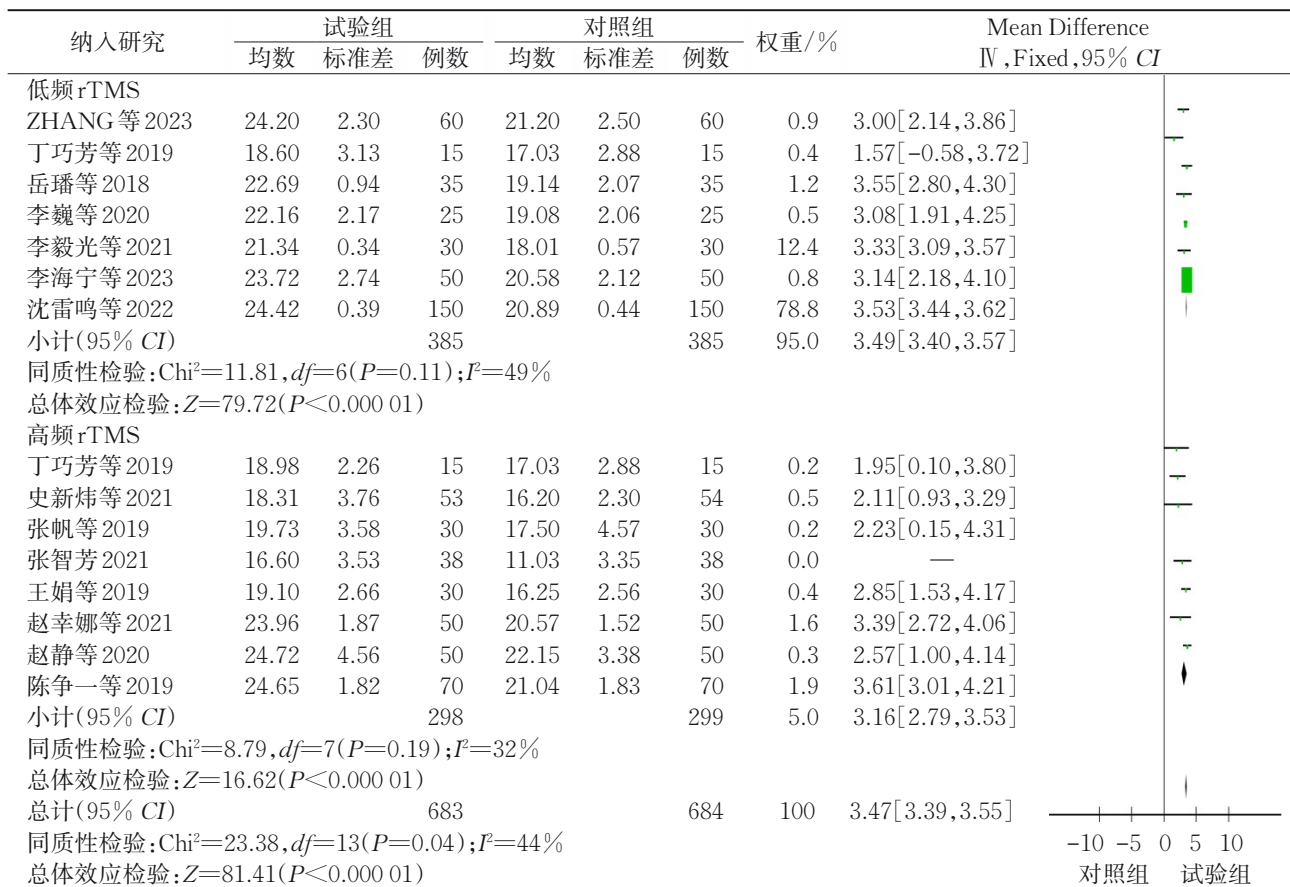 纳入研究 试验组 对照组 权重/% Mean Difference
均数 标准差 例数 均数 标准差 例数 Ⅳ,Fixed,95% CI
低频rTMS
ZHANG等2023 24.20 2.30 60 21.20 2.50 60 0.9 3.00[2.14,3.86]
丁巧芳等2019 18.60 3.13 15 17.03 2.88 15 0.4 1.57[-0.58,3.72]
岳璠等2018 22.69 0.94 35 19.14 2.07 35 1.2 3.55[2.80,4.30]
李巍等2020 22.16 2.17 25 19.08 2.06 25 0.5 3.08[1.91,4.25]
李毅光等2021 21.34 0.34 30 18.01 0.57 30 12.4 3.33[3.09,3.57]
李海宁等2023 23.72 2.74 50 20.58 2.12 50 0.8 3.14[2.18,4.10]
沈雷鸣等2022 24.42 0.39 150 20.89 0.44 150 78.8 3.53[3.44,3.62]
小计(95% CI) 385 385 95.0 3.49[3.40,3.57]
同质性检验:Chi²=11.81,df=6(P=0.11);I²=49%
总体效应检验:Z=79.72(P<0.000 01)
高频rTMS
丁巧芳等2019 18.98 2.26 15 17.03 2.88 15 0.2 1.95[0.10,3.80]
史新炜等2021 18.31 3.76 53 16.20 2.30 54 0.5 2.11[0.93,3.29]
张帆等2019 19.73 3.58 30 17.50 4.57 30 0.2 2.23[0.15,4.31]
张智芳2021 16.60 3.53 38 11.03 3.35 38 0.0 —
王娟等2019 19.10 2.66 30 16.25 2.56 30 0.4 2.85[1.53,4.17]
赵幸娜等2021 23.96 1.87 50 20.57 1.52 50 1.6 3.39[2.72,4.06]
赵静等2020 24.72 4.56 50 22.15 3.38 50 0.3 2.57[1.00,4.14]
陈争一等2019 24.65 1.82 70 21.04 1.83 70 1.9 3.61[3.01,4.21]
小计(95% CI) 298 299 5.0 3.16[2.79,3.53]
同质性检验:Chi²=8.79,df=7(P=0.19);I²=32%
总体效应检验:Z=16.62(P<0.000 01)
总计(95% CI) 683 684 100 3.47[3.39,3.55]
同质性检验:Chi²=23.38,df=13(P=0.04);I²=44%
-10 -5 0 5 10
总体效应检验:Z=81.41(P<0.000 01)
对照组 试验组